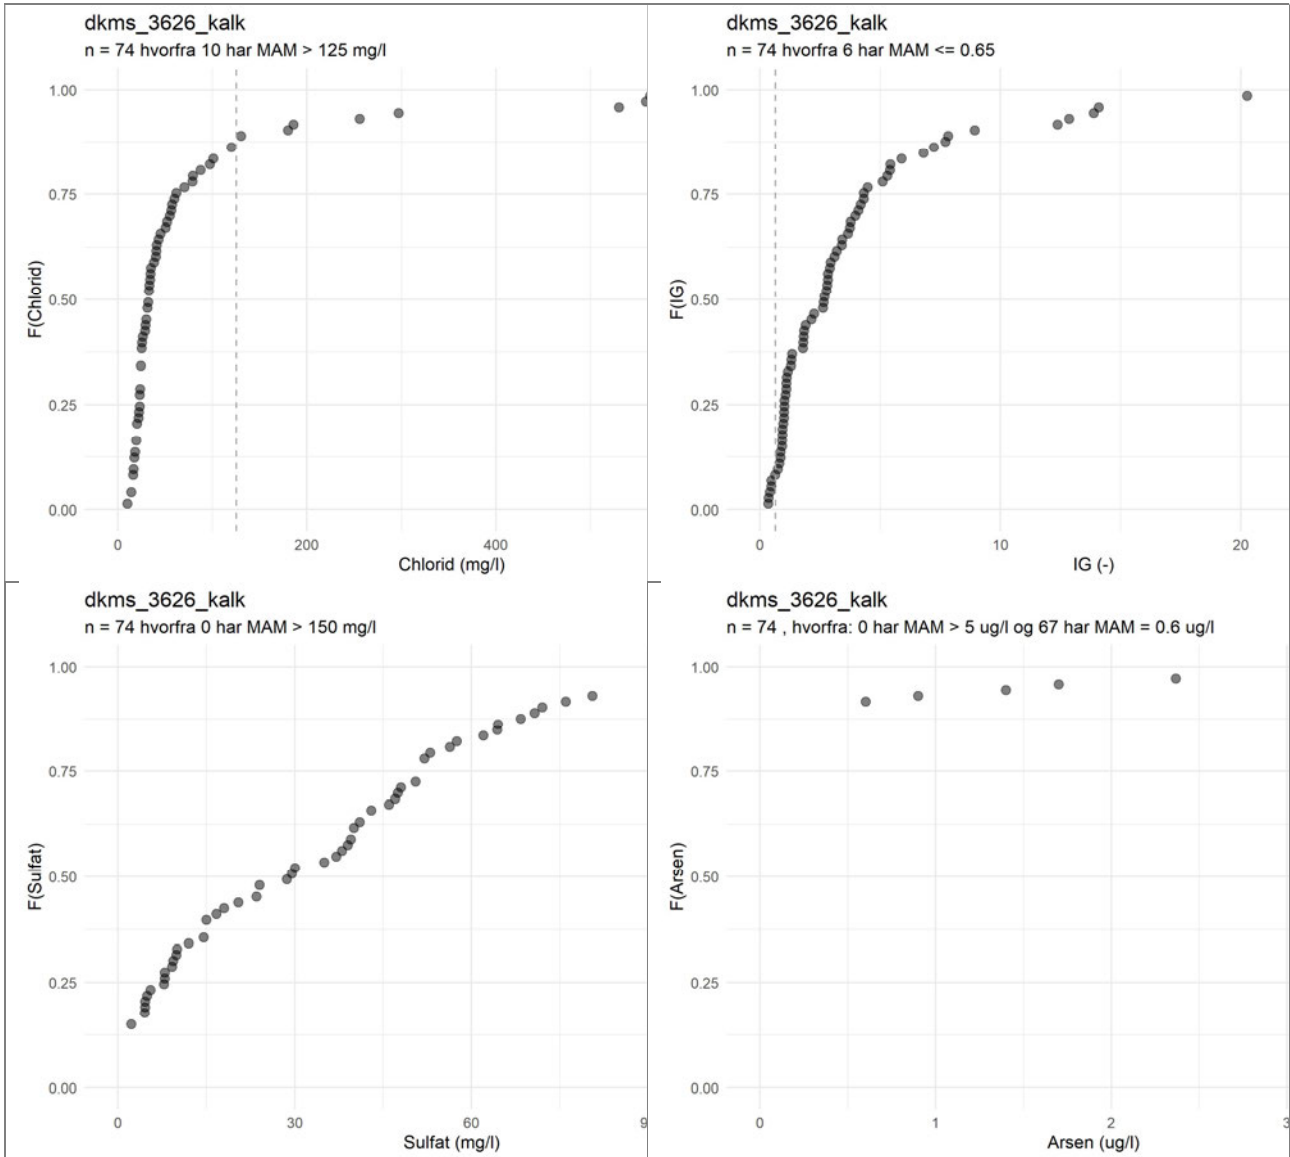 dkms_3626_kalk
n = 74 hvorfra 10 har MAM > 125 mg/l
1.00
0.75
0.50
0.25
0.00
F(Chlorid)
0 200 400
Chlorid (mg/l)
dkms_3626_kalk
n = 74 hvorfra 6 har MAM <= 0.65
1.00
0.75
0.50
0.25
0.00
F(IG)
0 10 20
IG (-)
dkms_3626_kalk
n = 74 hvorfra 0 har MAM > 150 mg/l
1.00
0.75
0.50
0.25
0.00
F(Sulfat)
0 30 60 9
Sulfat (mg/l)
dkms_3626_kalk
n = 74 , hvorfra: 0 har MAM > 5 ug/l og 67 har MAM = 0.6 ug/l
1.00
0.75
0.50
0.25
0.00
F(Arsen)
0 1 2 3
Arsen (ug/l)